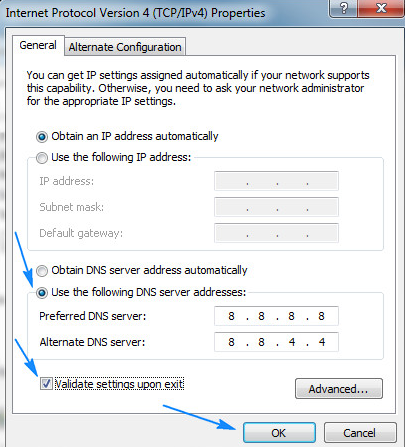 Internet Protocol Version 4 (TCP/IPv4) Properties
?
General
Alternate Configuration
You can get IP settings assigned automatically if your network supports
this capability. Otherwise, you need to ask your network administrator
for the appropriate IP settings.
Obtain an IP address automatically
Use the following IP address:
IP address: . . .
Subnet mask: . . .
Default gateway: . . .
Obtain DNS server address automatically
Use the following DNS server addresses:
Preferred DNS server: 8 . 8 . 8 . 8
Alternate DNS server: 8 . 8 . 4 . 4
Validate settings upon exit
Advanced...
OK
Cancel